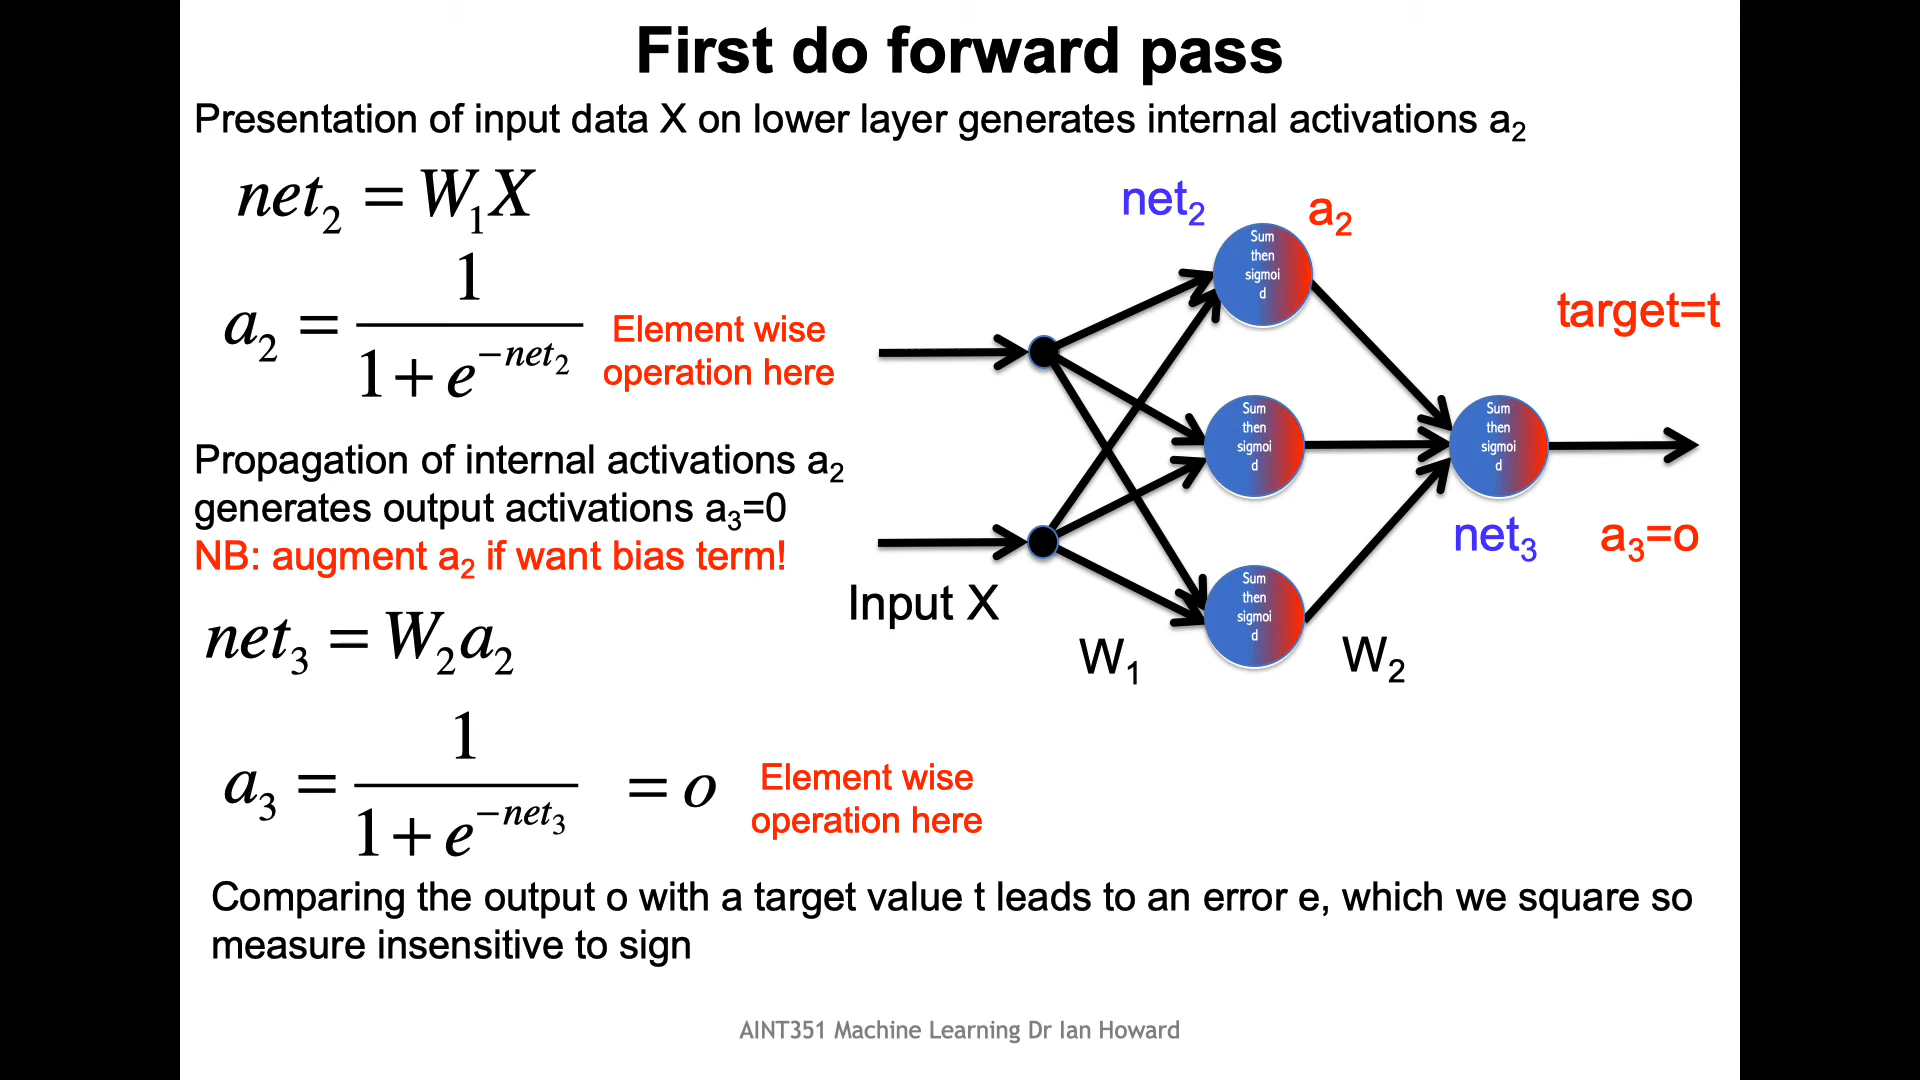 First do forward pass
Presentation of input data X on lower layer generates internal activations a₂
net₂ = W₁X
a₂ = 1 / (1 + e^(−net₂))
Element wise
operation here
Propagation of internal activations a₂
generates output activations a₃=0
NB: augment a₂ if want bias term!
net₃ = W₂a₂
a₃ = 1 / (1 + e^(−net₃)) = o
Element wise
operation here
net₂
a₂
Sum
then
sigmoi
d
target=t
Sum
then
sigmoi
d
Sum
then
sigmoi
d
net₃
a₃=o
Sum
then
sigmoi
d
Input X
W₁
W₂
Comparing the output o with a target value t leads to an error e, which we square so
measure insensitive to sign
AINT351 Machine Learning Dr Ian Howard